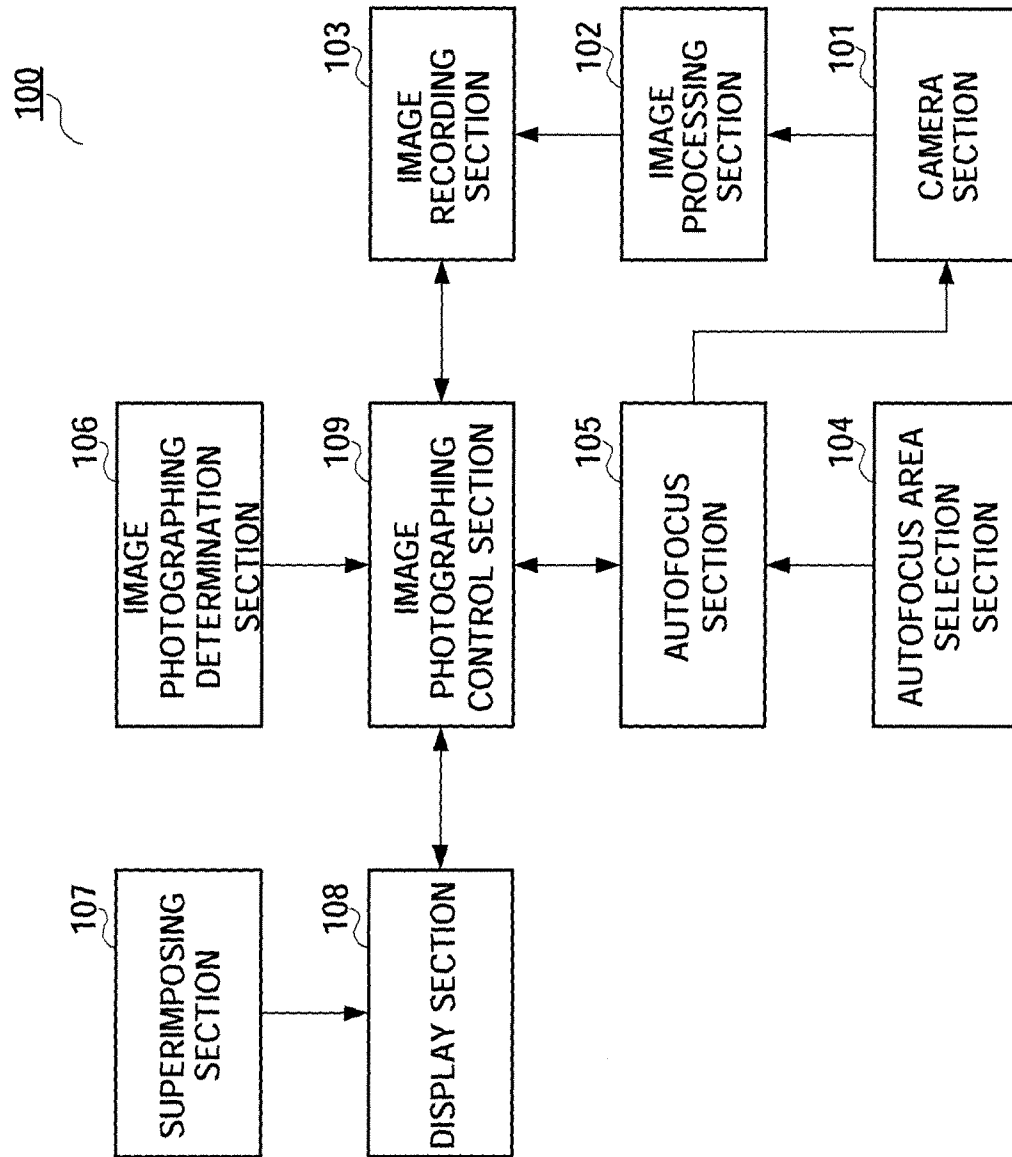 100
103
IMAGE
RECORDING
SECTION
102
IMAGE
PROCESSING
SECTION
101
CAMERA
SECTION
106
IMAGE
PHOTOGRAPHING
DETERMINATION
SECTION
109
IMAGE
PHOTOGRAPHING
CONTROL SECTION
105
AUTOFOCUS
SECTION
104
AUTOFOCUS AREA
SELECTION
SECTION
107
SUPERIMPOSING
SECTION
108
DISPLAY SECTION